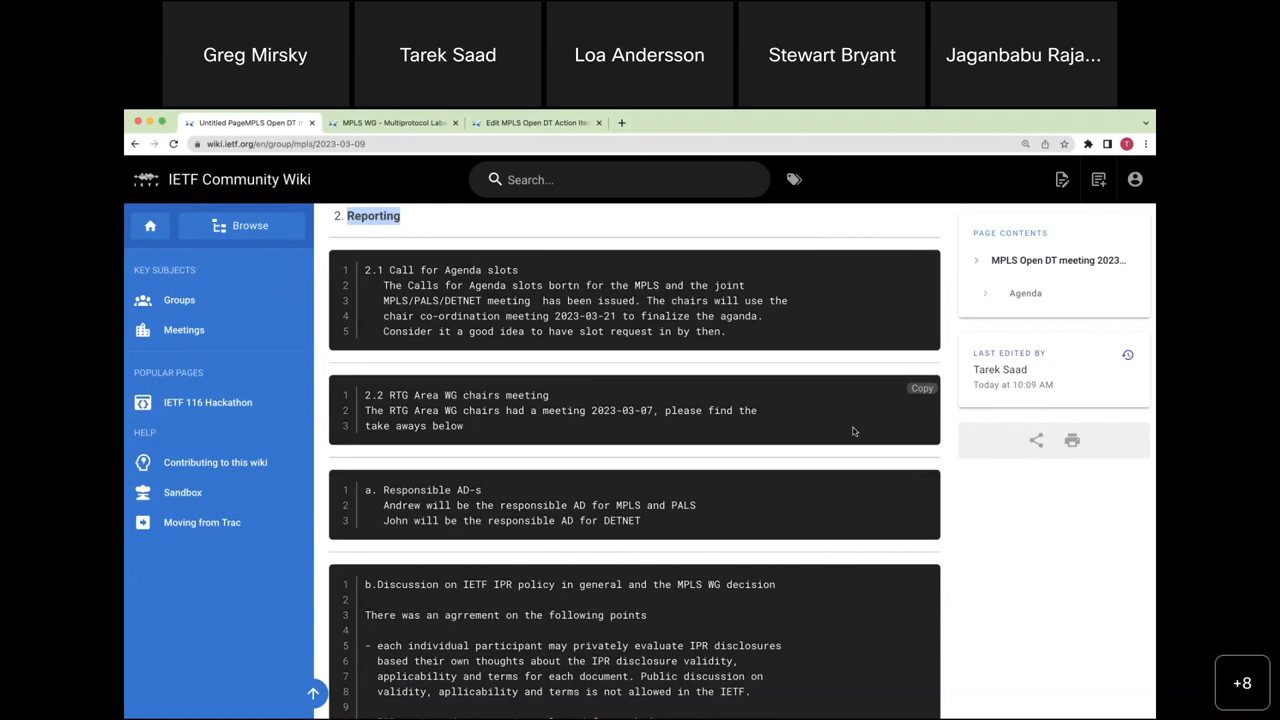 Greg Mirsky
Tarek Saad
Loa Andersson
Stewart Bryant
Jaganbabu Raja...
Untitled PageMPLS Open DT m
MPLS WG - Multiprotocol Labe
Edit MPLS Open DT Action Item
wiki.ietf.org/en/group/mpls/2023-03-09
IETF
IETF Community Wiki
Search...
Browse
KEY SUBJECTS
Groups
Meetings
POPULAR PAGES
IETF 116 Hackathon
HELP
Contributing to this wiki
Sandbox
Moving from Trac
2. Reporting
1 2.1 Call for Agenda slots
2 The Calls for Agenda slots bortn for the MPLS and the joint
3 MPLS/PALS/DETNET meeting has been issued. The chairs will use the
4 chair co-ordination meeting 2023-03-21 to finalize the aganda.
5 Consider it a good idea to have slot request in by then.
Copy
1 2.2 RTG Area WG chairs meeting
2 The RTG Area WG chairs had a meeting 2023-03-07, please find the
3 take aways below
1 a. Responsible AD-s
2 Andrew will be the responsible AD for MPLS and PALS
3 John will be the responsible AD for DETNET
1 b.Discussion on IETF IPR policy in general and the MPLS WG decision
2
3 There was an agrrement on the following points
4
5 - each individual participant may privately evaluate IPR disclosures
6 based their own thoughts about the IPR disclosure validity,
7 applicability and terms for each document. Public discussion on
8 validity, apllicability and terms is not allowed in the IETF.
9
PAGE CONTENTS
MPLS Open DT meeting 2023...
Agenda
LAST EDITED BY
Tarek Saad
Today at 10:09 AM
T
+8